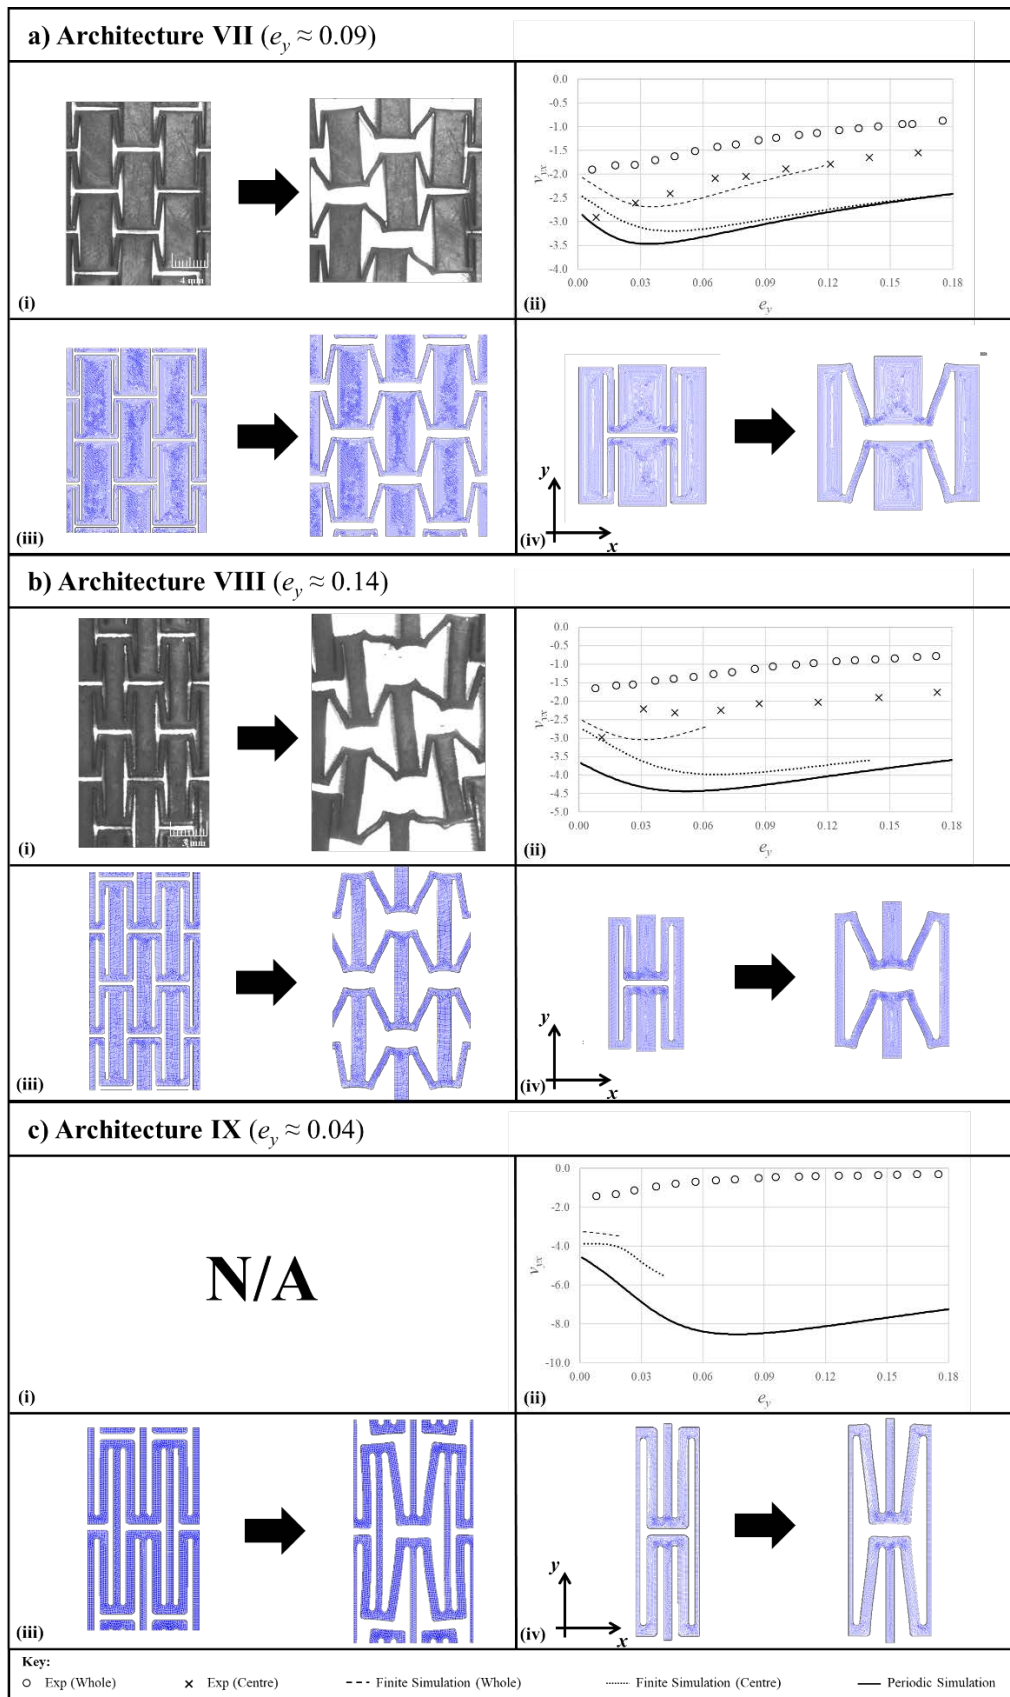 a) Architecture VII (e_y ≈ 0.09)
4 mm
(i)
0.0
-0.5
-1.0
-1.5
-2.0
-2.5
-3.0
-3.5
-4.0
ν_yx
0.00 0.03 0.06 0.09 0.12 0.15 0.18
e_y
(ii)
(iii)
y
x
(iv)
b) Architecture VIII (e_y ≈ 0.14)
3 mm
(i)
0.0
-0.5
-1.0
-1.5
-2.0
-2.5
-3.0
-3.5
-4.0
-4.5
-5.0
ν_yx
0.00 0.03 0.06 0.09 0.12 0.15 0.18
e_y
(ii)
(iii)
y
x
(iv)
c) Architecture IX (e_y ≈ 0.04)
N/A
(i)
0.0
-2.0
-4.0
-6.0
-8.0
-10.0
ν_yx
0.00 0.03 0.06 0.09 0.12 0.15 0.18
e_y
(ii)
(iii)
y
x
(iv)
Key:
Exp (Whole) Exp (Centre) Finite Simulation (Whole) Finite Simulation (Centre) Periodic Simulation